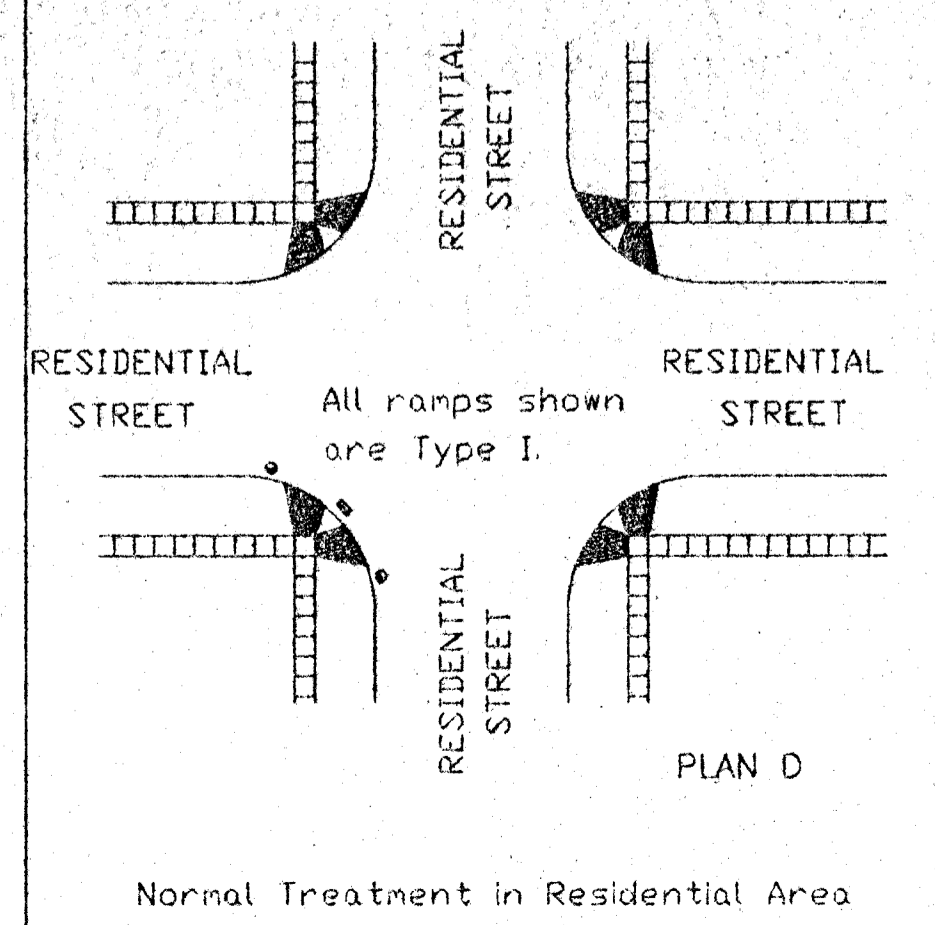 RESIDENTIAL
STREET
RESIDENTIAL
STREET
All ramps shown
are Type I.
RESIDENTIAL
STREET
RESIDENTIAL
STREET
PLAN D
Normal Treatment in Residential Area